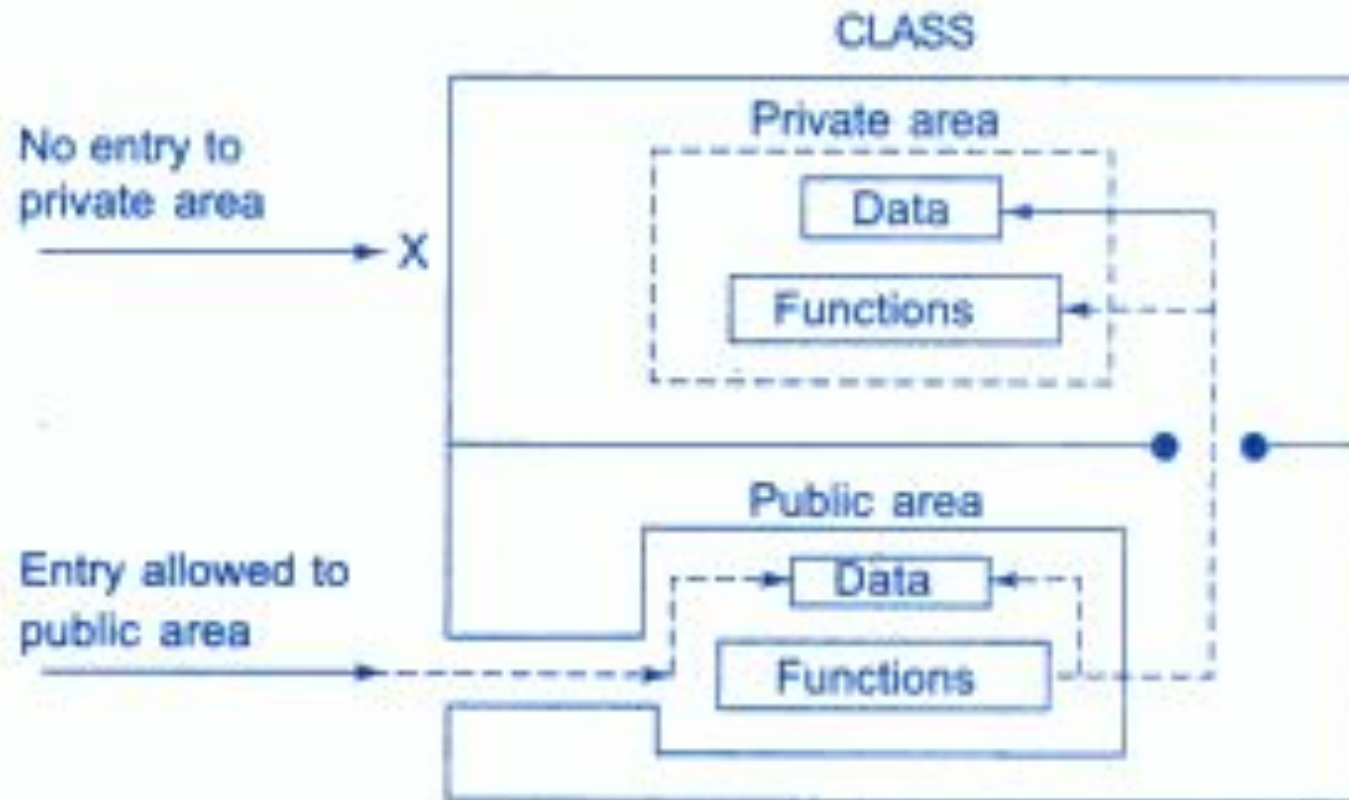 CLASS
No entry to
private area
X
Private area
Data
Functions
Entry allowed to
public area
Public area
Data
Functions